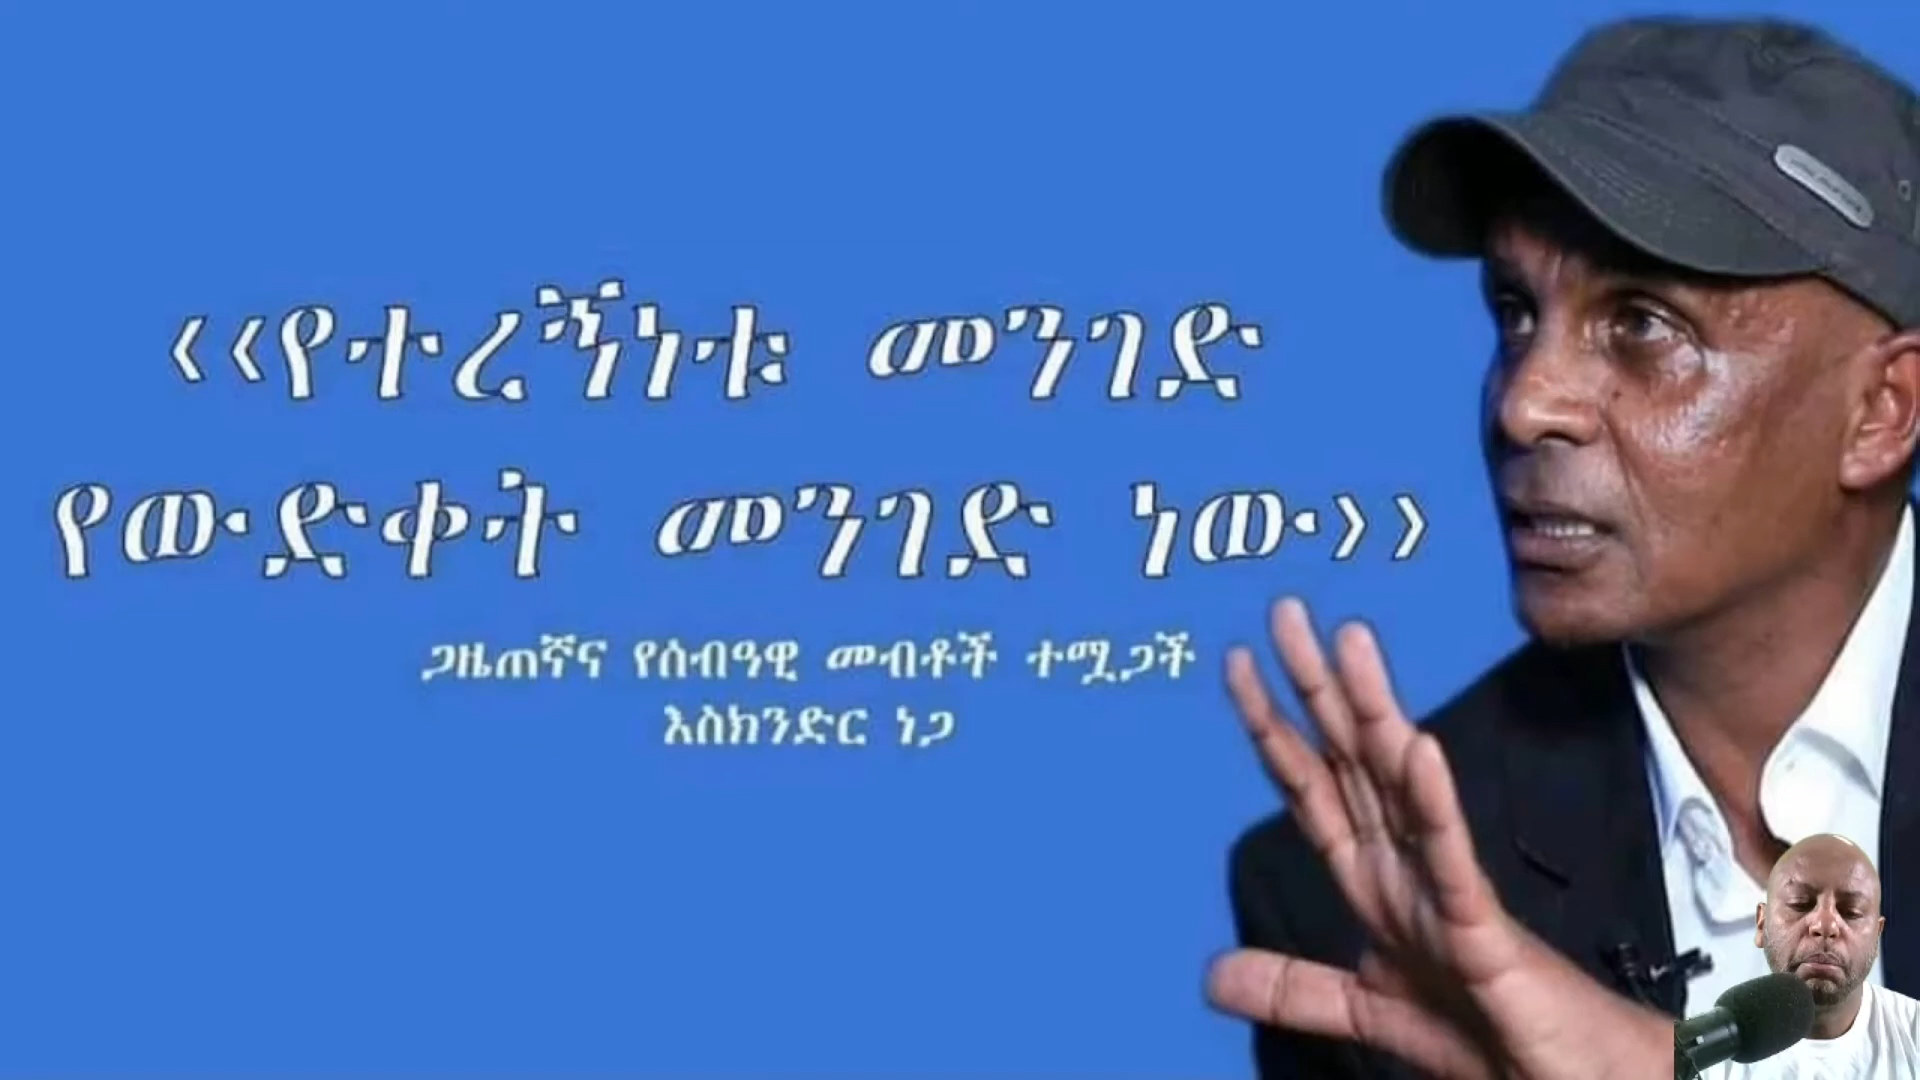 ‹‹የተረኝነቱ መንገድ
የውድቀት መንገድ ነው››
ጋዜጠኛና የሰብዓዊ መብቶች ተሟጋች
እስክንድር ነጋ